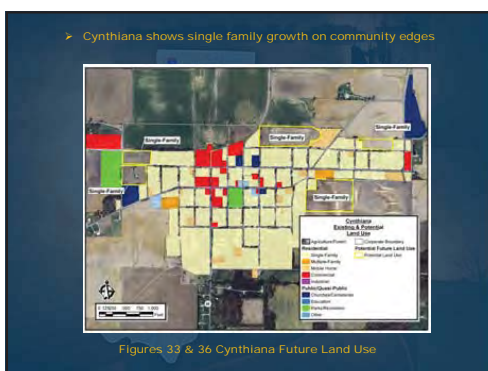 ➢ Cynthiana shows single family growth on community edges
Single-Family
Single-Family
Single-Family
Single-Family
Single-Family
Cynthiana
Existing & Potential
Land Use
Agriculture/Forest
Corporate Boundary
Residential
Potential Future Land Use
Single-Family
Potential Land Use
Multiple-Family
Mobile Home
Commercial
Industrial
Public/Quasi-Public
Churches/Cemeteries
Education
Parks/Recreation
Other
Feet
Figures 33 & 36 Cynthiana Future Land Use